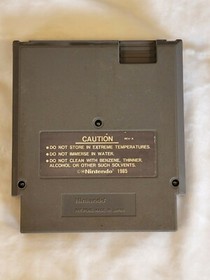 CAUTION
•DO NOT STORE IN EXTREME TEMPERATURES.
•DO NOT IMMERSE IN WATER.
•DO NOT CLEAN WITH BENZENE, THINNER,
ALCOHOL OR OTHER SUCH SOLVENTS.
Nintendo 1985